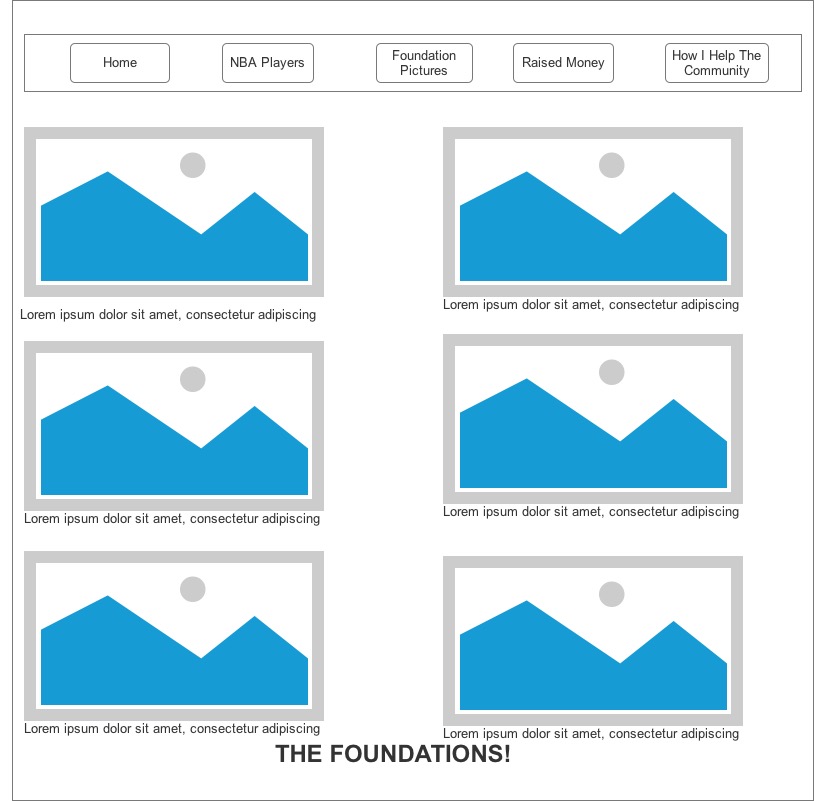 Home
NBA Players
Foundation
Pictures
Raised Money
How I Help The
Community
Lorem ipsum dolor sit amet, consectetur adipiscing
Lorem ipsum dolor sit amet, consectetur adipiscing
Lorem ipsum dolor sit amet, consectetur adipiscing
Lorem ipsum dolor sit amet, consectetur adipiscing
Lorem ipsum dolor sit amet, consectetur adipiscing
Lorem ipsum dolor sit amet, consectetur adipiscing
THE FOUNDATIONS!